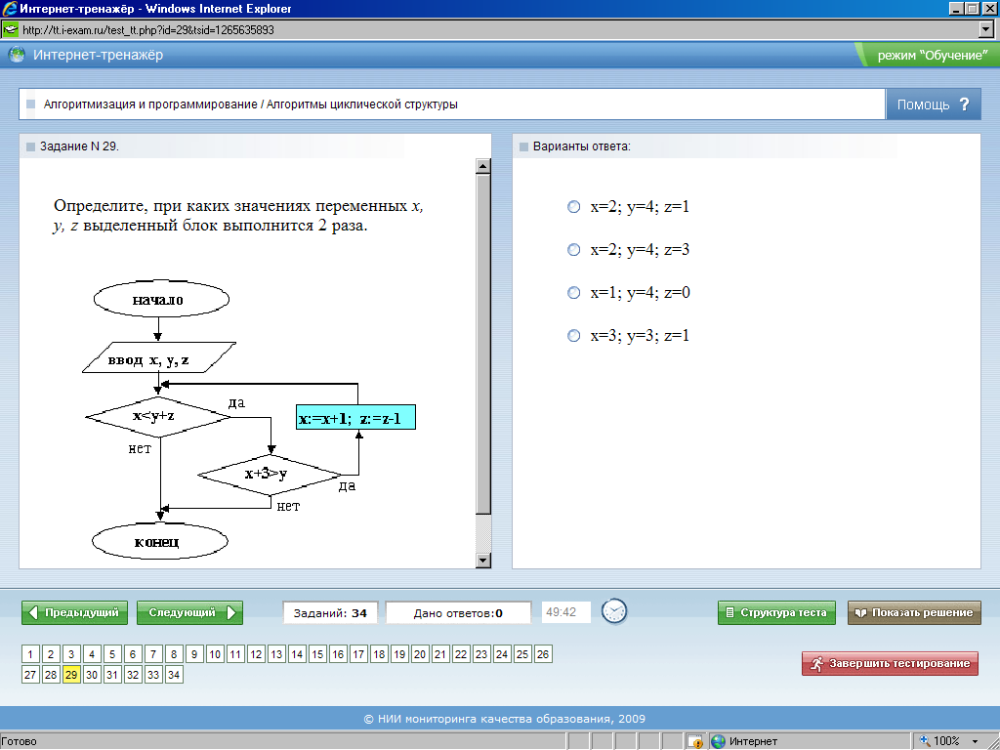 Интернет-тренажёр - Windows Internet Explorer
http://tt.i-exam.ru/test_tt.php?id=29&tsid=1265635893
Интернет-тренажёр
режим “Обучение”
Алгоритмизация и программирование / Алгоритмы циклической структуры
Помощь ?
Задание N 29.
Определите, при каких значениях переменных x,
y, z выделенный блок выполнится 2 раза.
начало
ввод x, y, z
x<y+z
да
нет
x:=x+1; z:=z-1
x+3>y
да
нет
конец
Варианты ответа:
x=2; y=4; z=1
x=2; y=4; z=3
x=1; y=4; z=0
x=3; y=3; z=1
Предыдущий
Следующий
Заданий: 34
Дано ответов:0
49:42
Структура теста
Показать решение
1 2 3 4 5 6 7 8 9 10 11 12 13 14 15 16 17 18 19 20 21 22 23 24 25 26
27 28 29 30 31 32 33 34
Завершить тестирование
© НИИ мониторинга качества образования, 2009
Готово
Интернет
100%